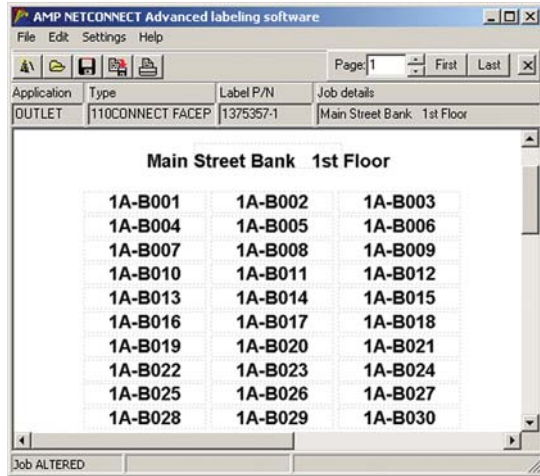 AMP NETCONNECT Advanced labeling software
File Edit Settings Help
Page: 1 First Last
Application Type Label P/N Job details
OUTLET 110CONNECT FACEP 1375357-1 Main Street Bank 1st Floor
Main Street Bank 1st Floor
1A-B001 1A-B002 1A-B003
1A-B004 1A-B005 1A-B006
1A-B007 1A-B008 1A-B009
1A-B010 1A-B011 1A-B012
1A-B013 1A-B014 1A-B015
1A-B016 1A-B017 1A-B018
1A-B019 1A-B020 1A-B021
1A-B022 1A-B023 1A-B024
1A-B025 1A-B026 1A-B027
1A-B028 1A-B029 1A-B030
Job ALTERED